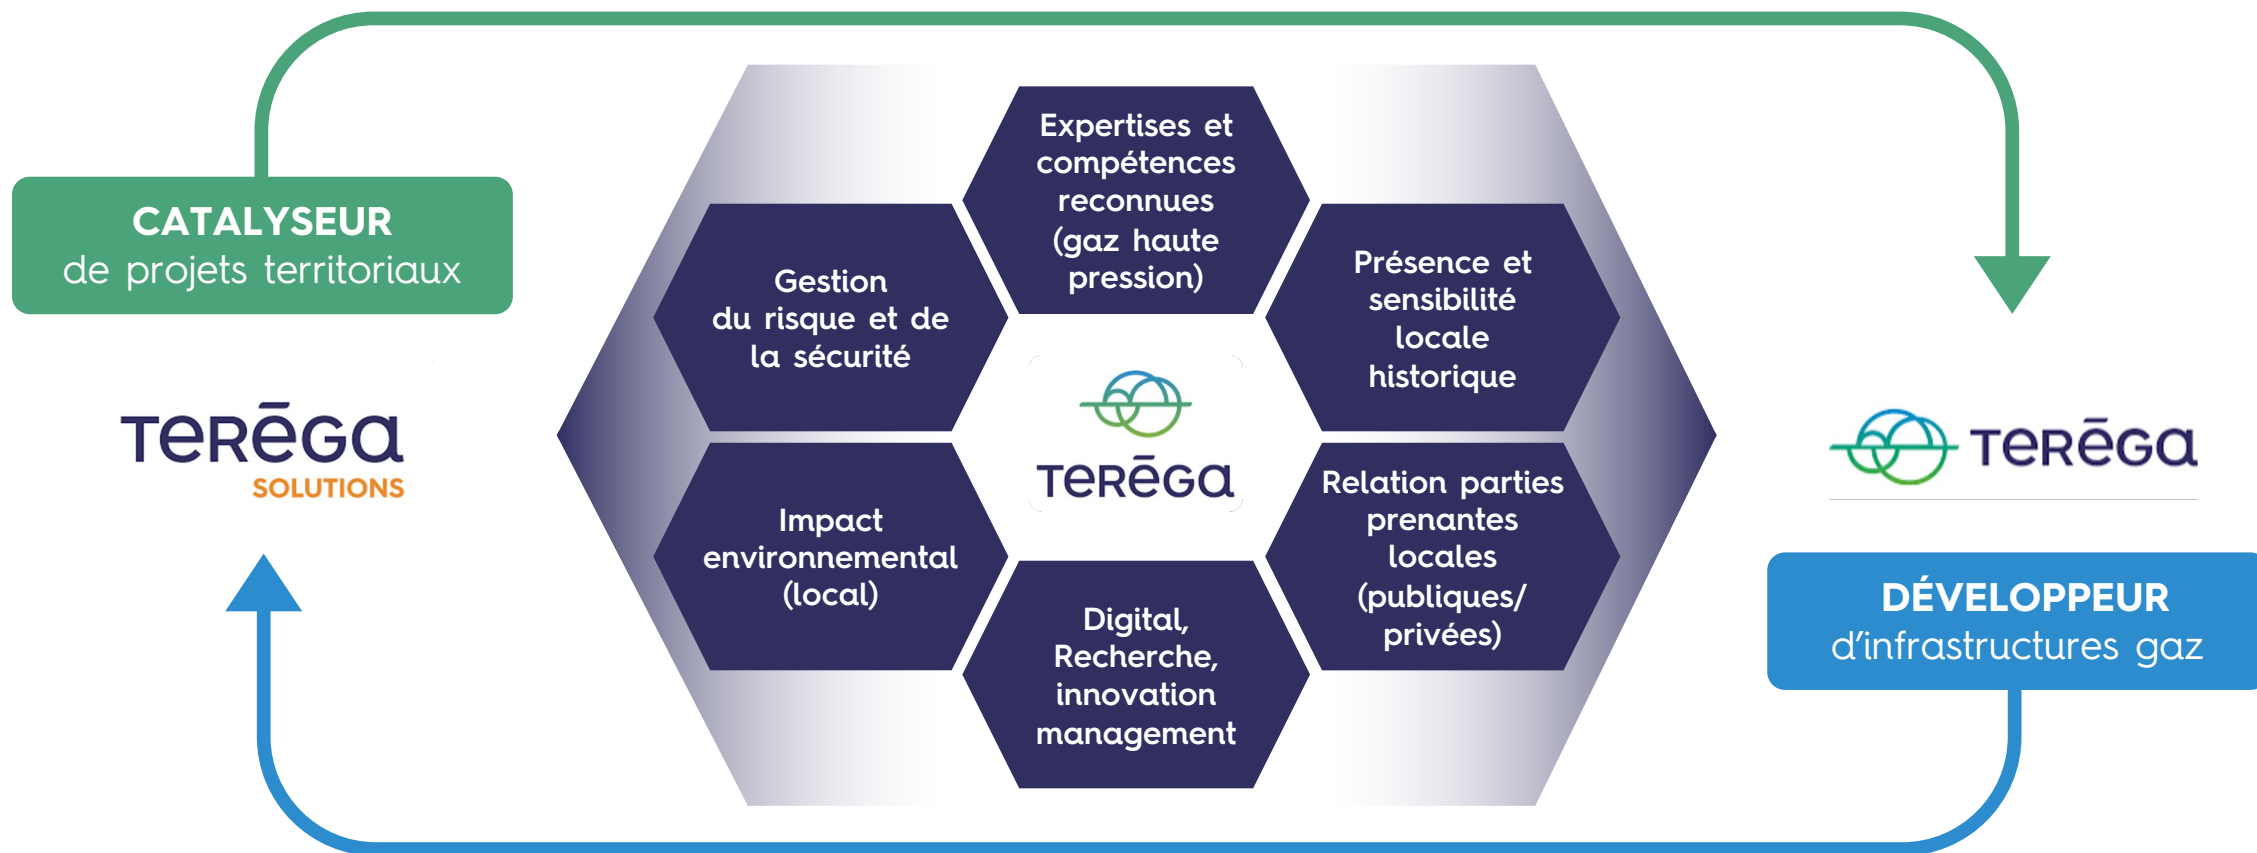 CATALYSEUR
de projets territoriaux
TERĒGA
SOLUTIONS
Expertises et
compétences
reconnues
(gaz haute
pression)
Gestion
du risque et de
la sécurité
Présence et
sensibilité
locale
historique
TERĒGA
Impact
environnemental
(local)
Relation parties
prenantes
locales
(publiques/
privées)
Digital,
Recherche,
innovation
management
TERĒGA
DÉVELOPPEUR
d’infrastructures gaz